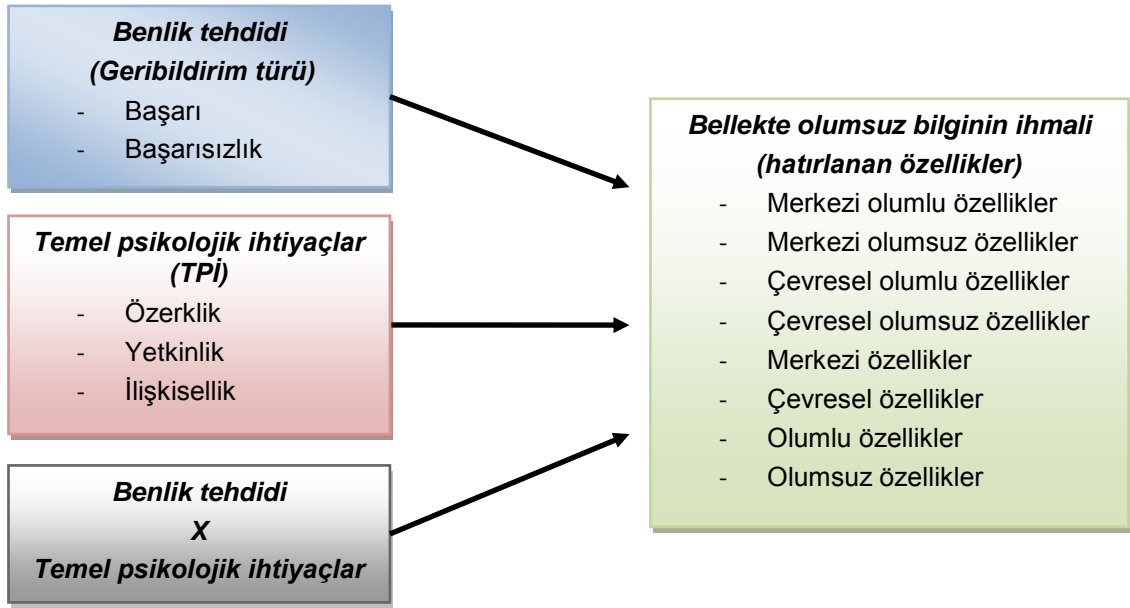 Benlik tehdidi
(Geribildirim türü)
- Başarı
- Başarısızlık
Temel psikolojik ihtiyaçlar
(TPİ)
- Özerklik
- Yetkinlik
- İlişkisellik
Benlik tehdidi
X
Temel psikolojik ihtiyaçlar
Bellekte olumsuz bilginin ihmali
(hatırlanan özellikler)
- Merkezi olumlu özellikler
- Merkezi olumsuz özellikler
- Çevresel olumlu özellikler
- Çevresel olumsuz özellikler
- Merkezi özellikler
- Çevresel özellikler
- Olumlu özellikler
- Olumsuz özellikler